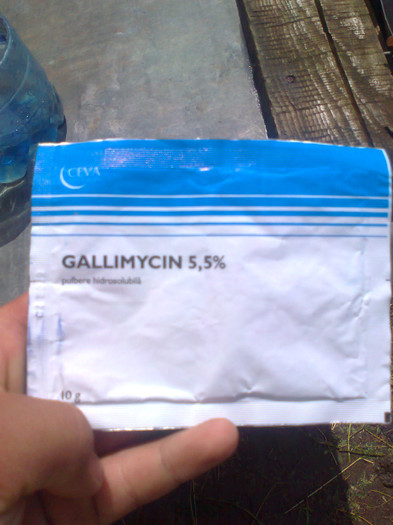 CEVA
GALLIMYCIN 5,5%
pulbere hidrosolubilă
10 g